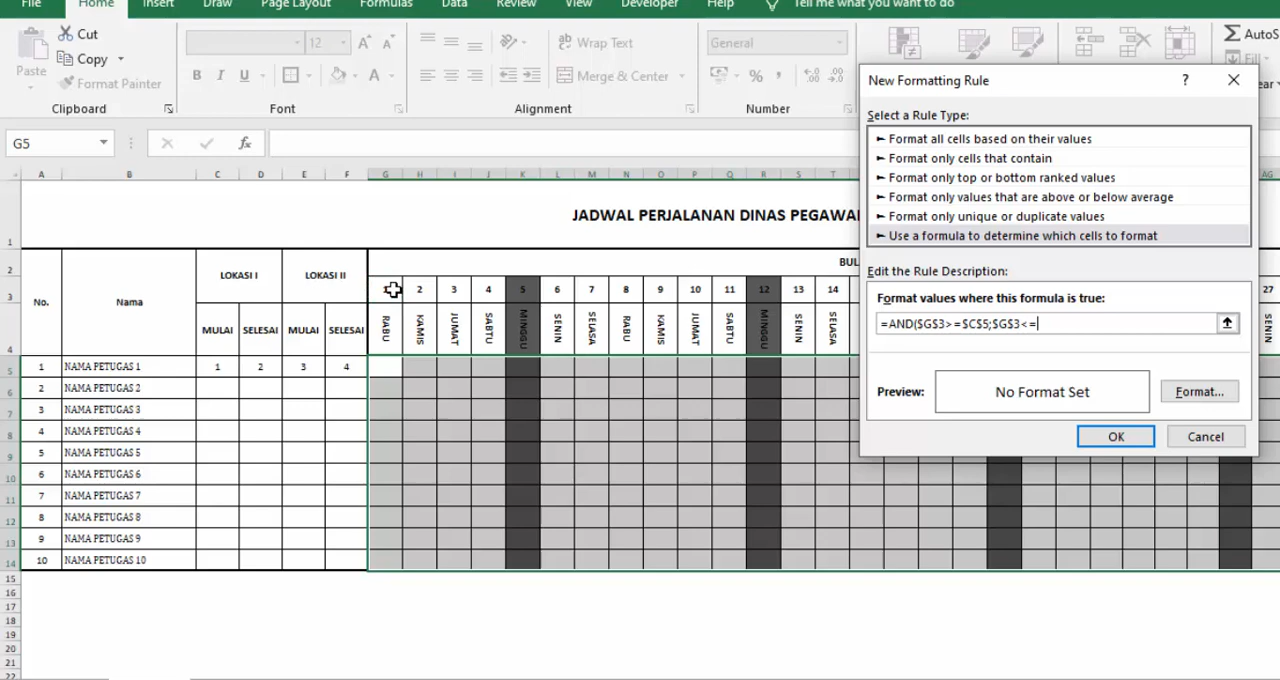 File Home Insert Draw Page Layout Formulas Data Review View Developer Help Tell me what you want to do
Paste
Cut
Copy
Format Painter
12
Wrap Text
Merge & Center
General
AutoS
Fill
ear
Clipboard Font Alignment Number
G5
fx
New Formatting Rule ? ×
Select a Rule Type:
► Format all cells based on their values
► Format only cells that contain
► Format only top or bottom ranked values
► Format only values that are above or below average
► Format only unique or duplicate values
► Use a formula to determine which cells to format
Edit the Rule Description:
Format values where this formula is true:
=AND($G$3>=$C$5;$G$3<=
Preview: No Format Set Format...
OK Cancel
A B C D E F G H I J K L M N O P Q R S T AG
1 JADWAL PERJALANAN DINAS PEGAWA
2 No. Nama LOKASI I LOKASI II BUL
3 1 2 3 4 5 6 7 8 9 10 11 12 13 14 27
4 MULAI SELESAI MULAI SELESAI RABU KAMIS JUMAT SABTU MINGGU SENIN SELASA RABU KAMIS JUMAT SABTU MINGGU SENIN SELASA SENIN
5 1 NAMA PETUGAS 1 1 2 3 4
6 2 NAMA PETUGAS 2
7 3 NAMA PETUGAS 3
8 4 NAMA PETUGAS 4
9 5 NAMA PETUGAS 5
10 6 NAMA PETUGAS 6
11 7 NAMA PETUGAS 7
12 8 NAMA PETUGAS 8
13 9 NAMA PETUGAS 9
14 10 NAMA PETUGAS 10
15
16
17
18
19
20
21
22